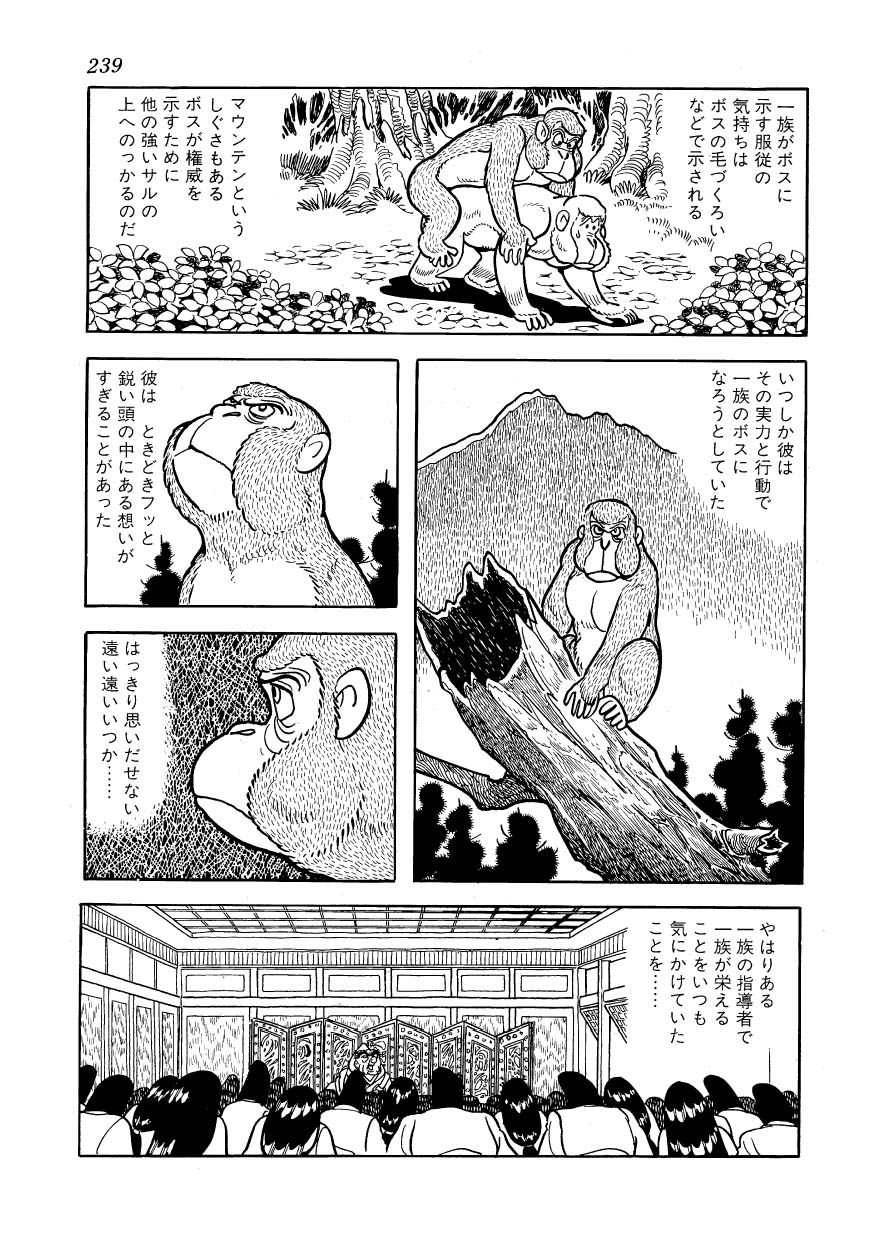 239
一族がボスに
示す服従の
気持ちは
ボスの毛づくろい
などで示される
マウンテンという
しぐさもある
ボスが権威を
示すために
他の強いサルの
上へのっかるのだ
いつしか彼は
その実力と行動で
一族のボスに
なろうとしていた
彼は ときどきフッと
鋭い頭の中にある想いが
すぎることがあった
はっきり思いだせない
遠い遠いいつか……
やはりある
一族の指導者で
一族が栄える
ことをいつも
気にかけていた
ことを……